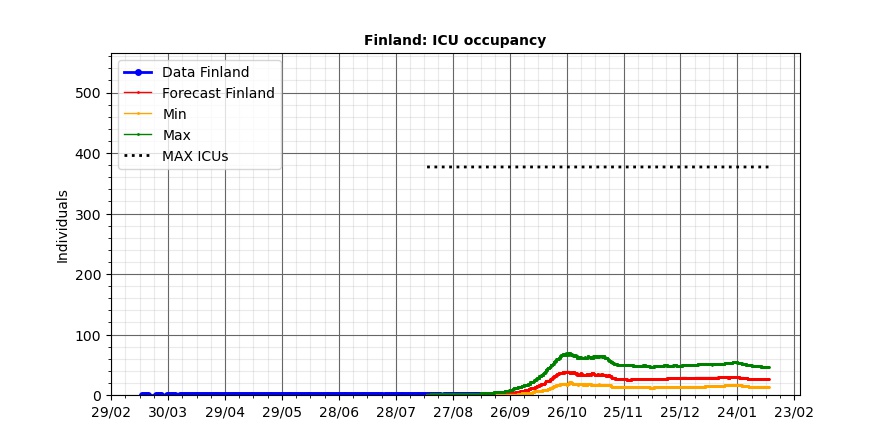 Finland: ICU occupancy
Data Finland
Forecast Finland
Min
Max
MAX ICUs
Individuals
500
400
300
200
100
0
29/02 30/03 29/04 29/05 28/06 28/07 27/08 26/09 26/10 25/11 25/12 24/01 23/02